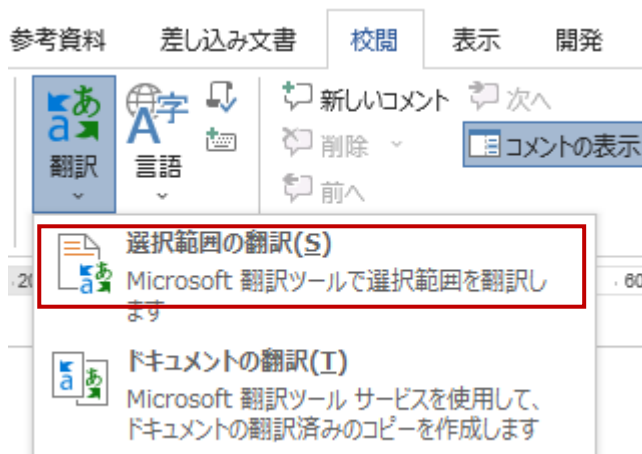 参考資料 差し込み文書 校閲 表示 開発
翻訳 言語
新しいコメント 次へ
削除 コメントの表示
前へ
選択範囲の翻訳(S)
Microsoft 翻訳ツールで選択範囲を翻訳し
ます
20 60
ドキュメントの翻訳(T)
Microsoft 翻訳ツール サービスを使用して、
ドキュメントの翻訳済みのコピーを作成します